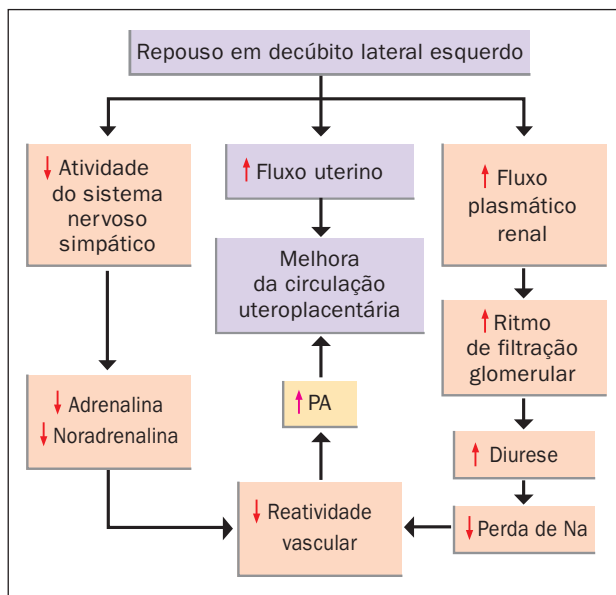 Repouso em decúbito lateral esquerdo
↓ Atividade
do sistema
nervoso
simpático
↑ Fluxo uterino
↑ Fluxo
plasmático
renal
Melhora
da circulação
uteroplacentária
↑ Ritmo
de filtração
glomerular
↓ Adrenalina
↓ Noradrenalina
↑ PA
↑ Diurese
↓ Reatividade
vascular
↓ Perda de Na